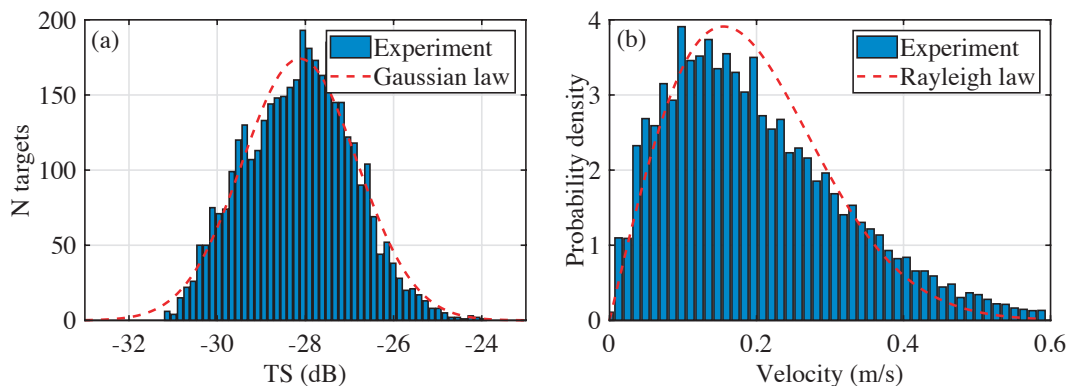 (a)
Experiment
Gaussian law
N targets
200
150
100
50
0
-32 -30 -28 -26 -24
TS (dB)
(b)
Experiment
Rayleigh law
Probability density
4
3
2
1
0
0 0.2 0.4 0.6
Velocity (m/s)